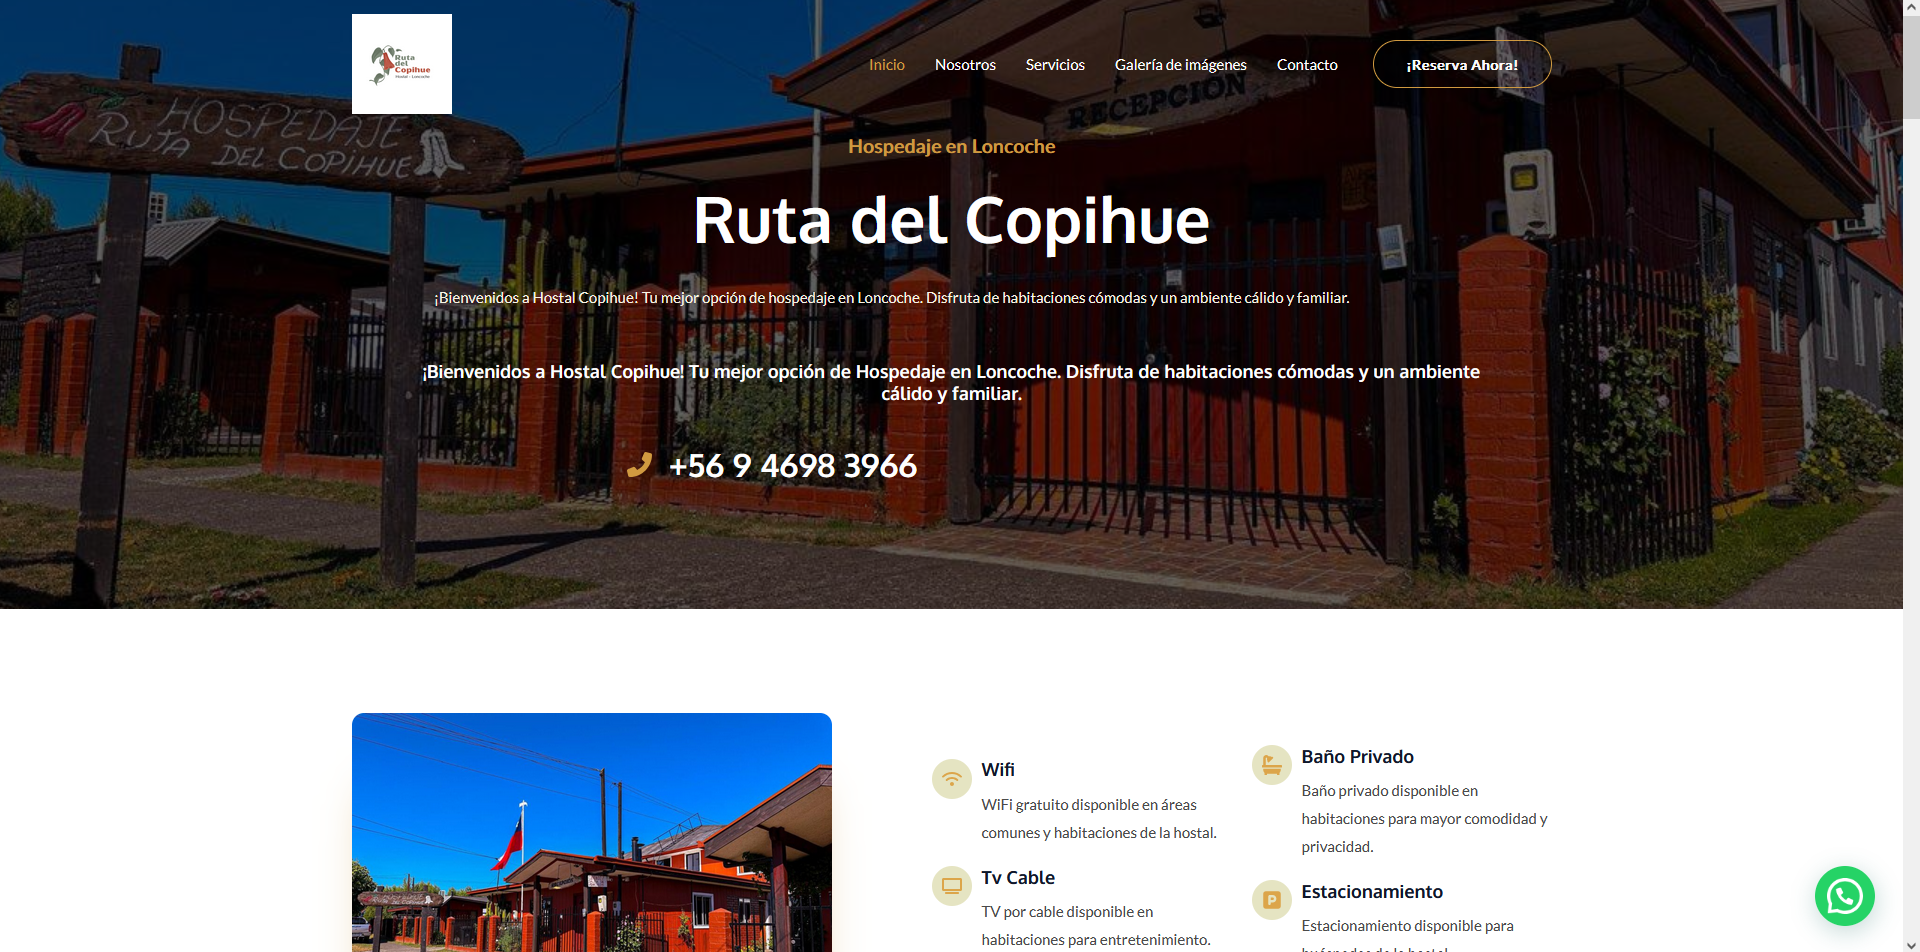 Ruta
del
Copihue
Hostal - Loncoche
Inicio
Nosotros
Servicios
Galería de imágenes
Contacto
¡Reserva Ahora!
HOSPEDAJE
RUTA DEL COPIHUE
RECEPCIÓN
Hospedaje en Loncoche
Ruta del Copihue
¡Bienvenidos a Hostal Copihue! Tu mejor opción de hospedaje en Loncoche. Disfruta de habitaciones cómodas y un ambiente cálido y familiar.
¡Bienvenidos a Hostal Copihue! Tu mejor opción de Hospedaje en Loncoche. Disfruta de habitaciones cómodas y un ambiente
cálido y familiar.
+56 9 4698 3966
Wifi
WiFi gratuito disponible en áreas
comunes y habitaciones de la hostal.
Tv Cable
TV por cable disponible en
habitaciones para entretenimiento.
Baño Privado
Baño privado disponible en
habitaciones para mayor comodidad y
privacidad.
Estacionamiento
Estacionamiento disponible para